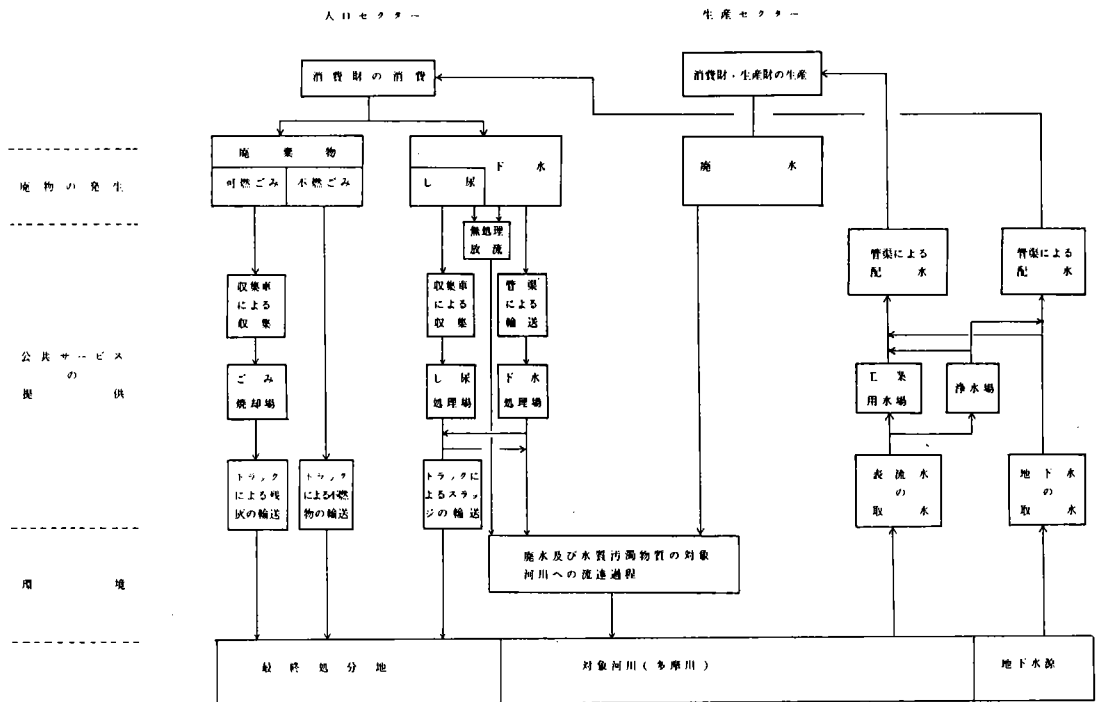 人口セクター
生産セクター
消費財の消費
消費財・生産財の生産
廃棄物
可燃ごみ
不燃ごみ
下水
し尿
廃水
廃物の発生
無処理
放流
管渠による
配水
管渠による
配水
収集車
による
収集
収集車
による
収集
管渠
による
輸送
公共サービス
の
提供
ごみ
焼却場
し尿
処理場
下水
処理場
工業
用水場
浄水場
トラック
による残
灰の輸送
トラック
による不燃
物の輸送
トラックに
よるスラッ
ジの輸送
表流水
の
取水
地下水
の
取水
廃水及び水質汚濁物質の対象
河川への流達過程
環境
最終処分地
対象河川(多摩川)
地下水源